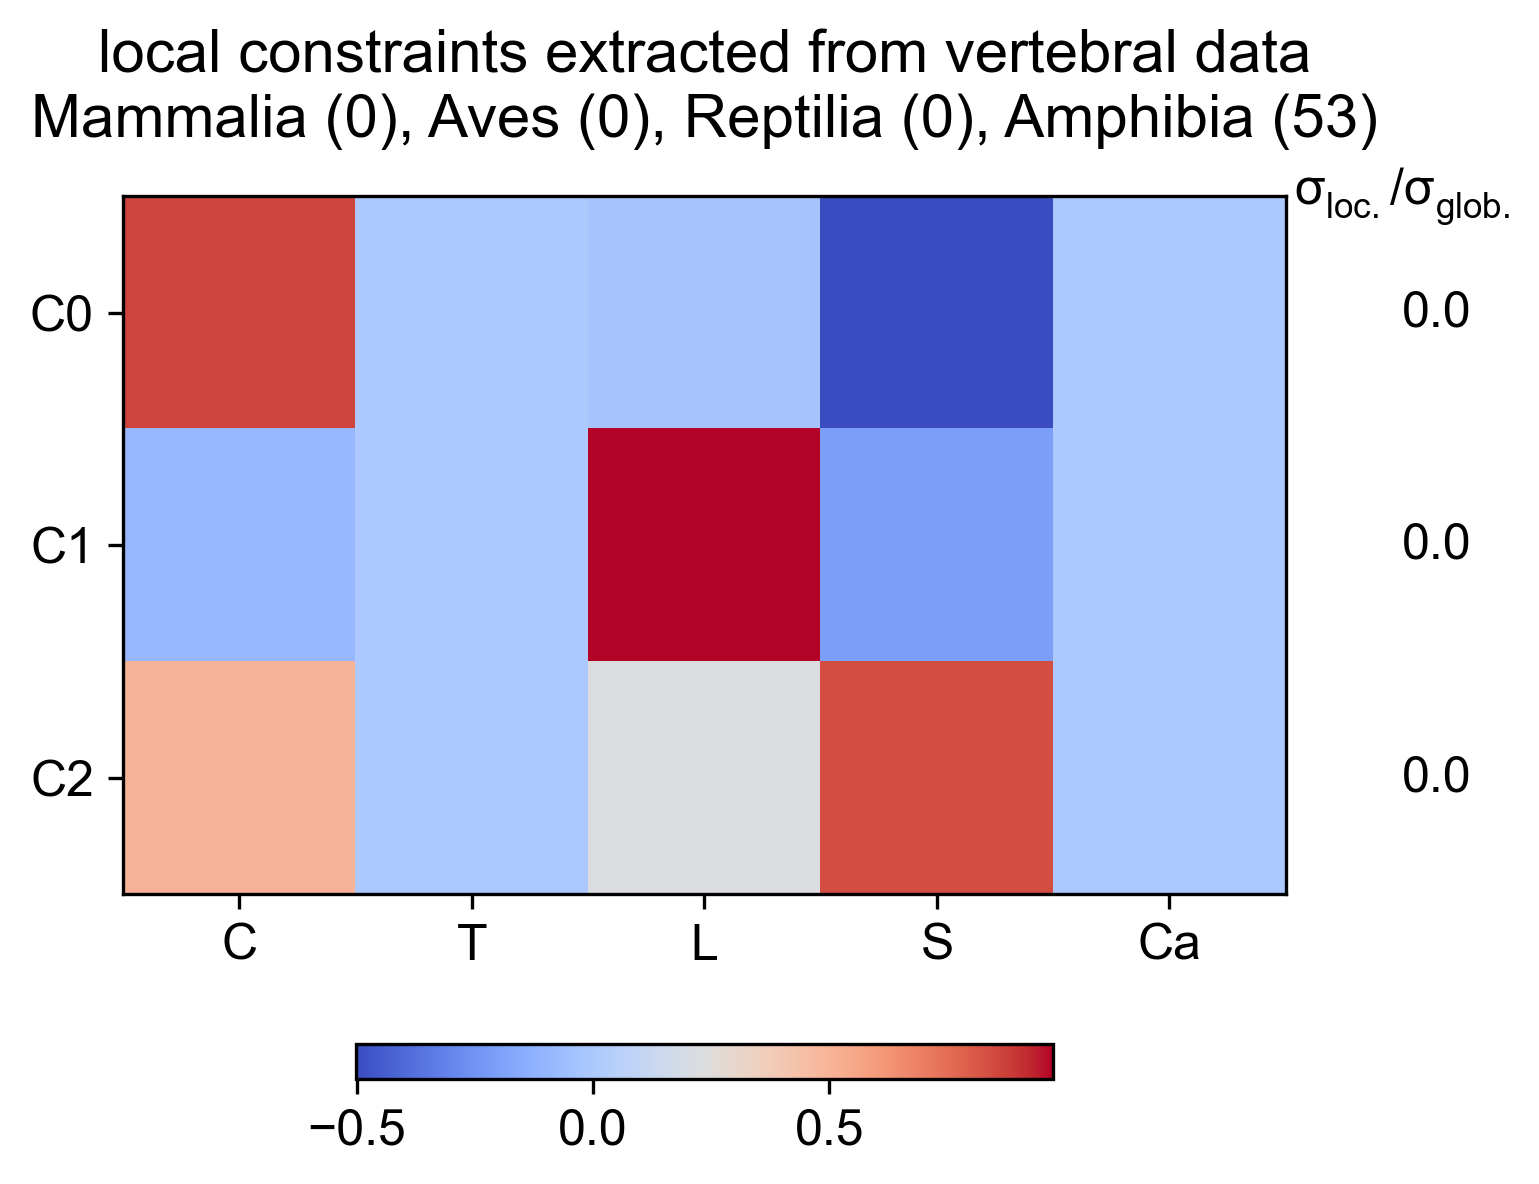 local constraints extracted from vertebral data
Mammalia (0), Aves (0), Reptilia (0), Amphibia (53)
σloc. /σglob.
C0 0.0
C1 0.0
C2 0.0
C T L S Ca
−0.5 0.0 0.5